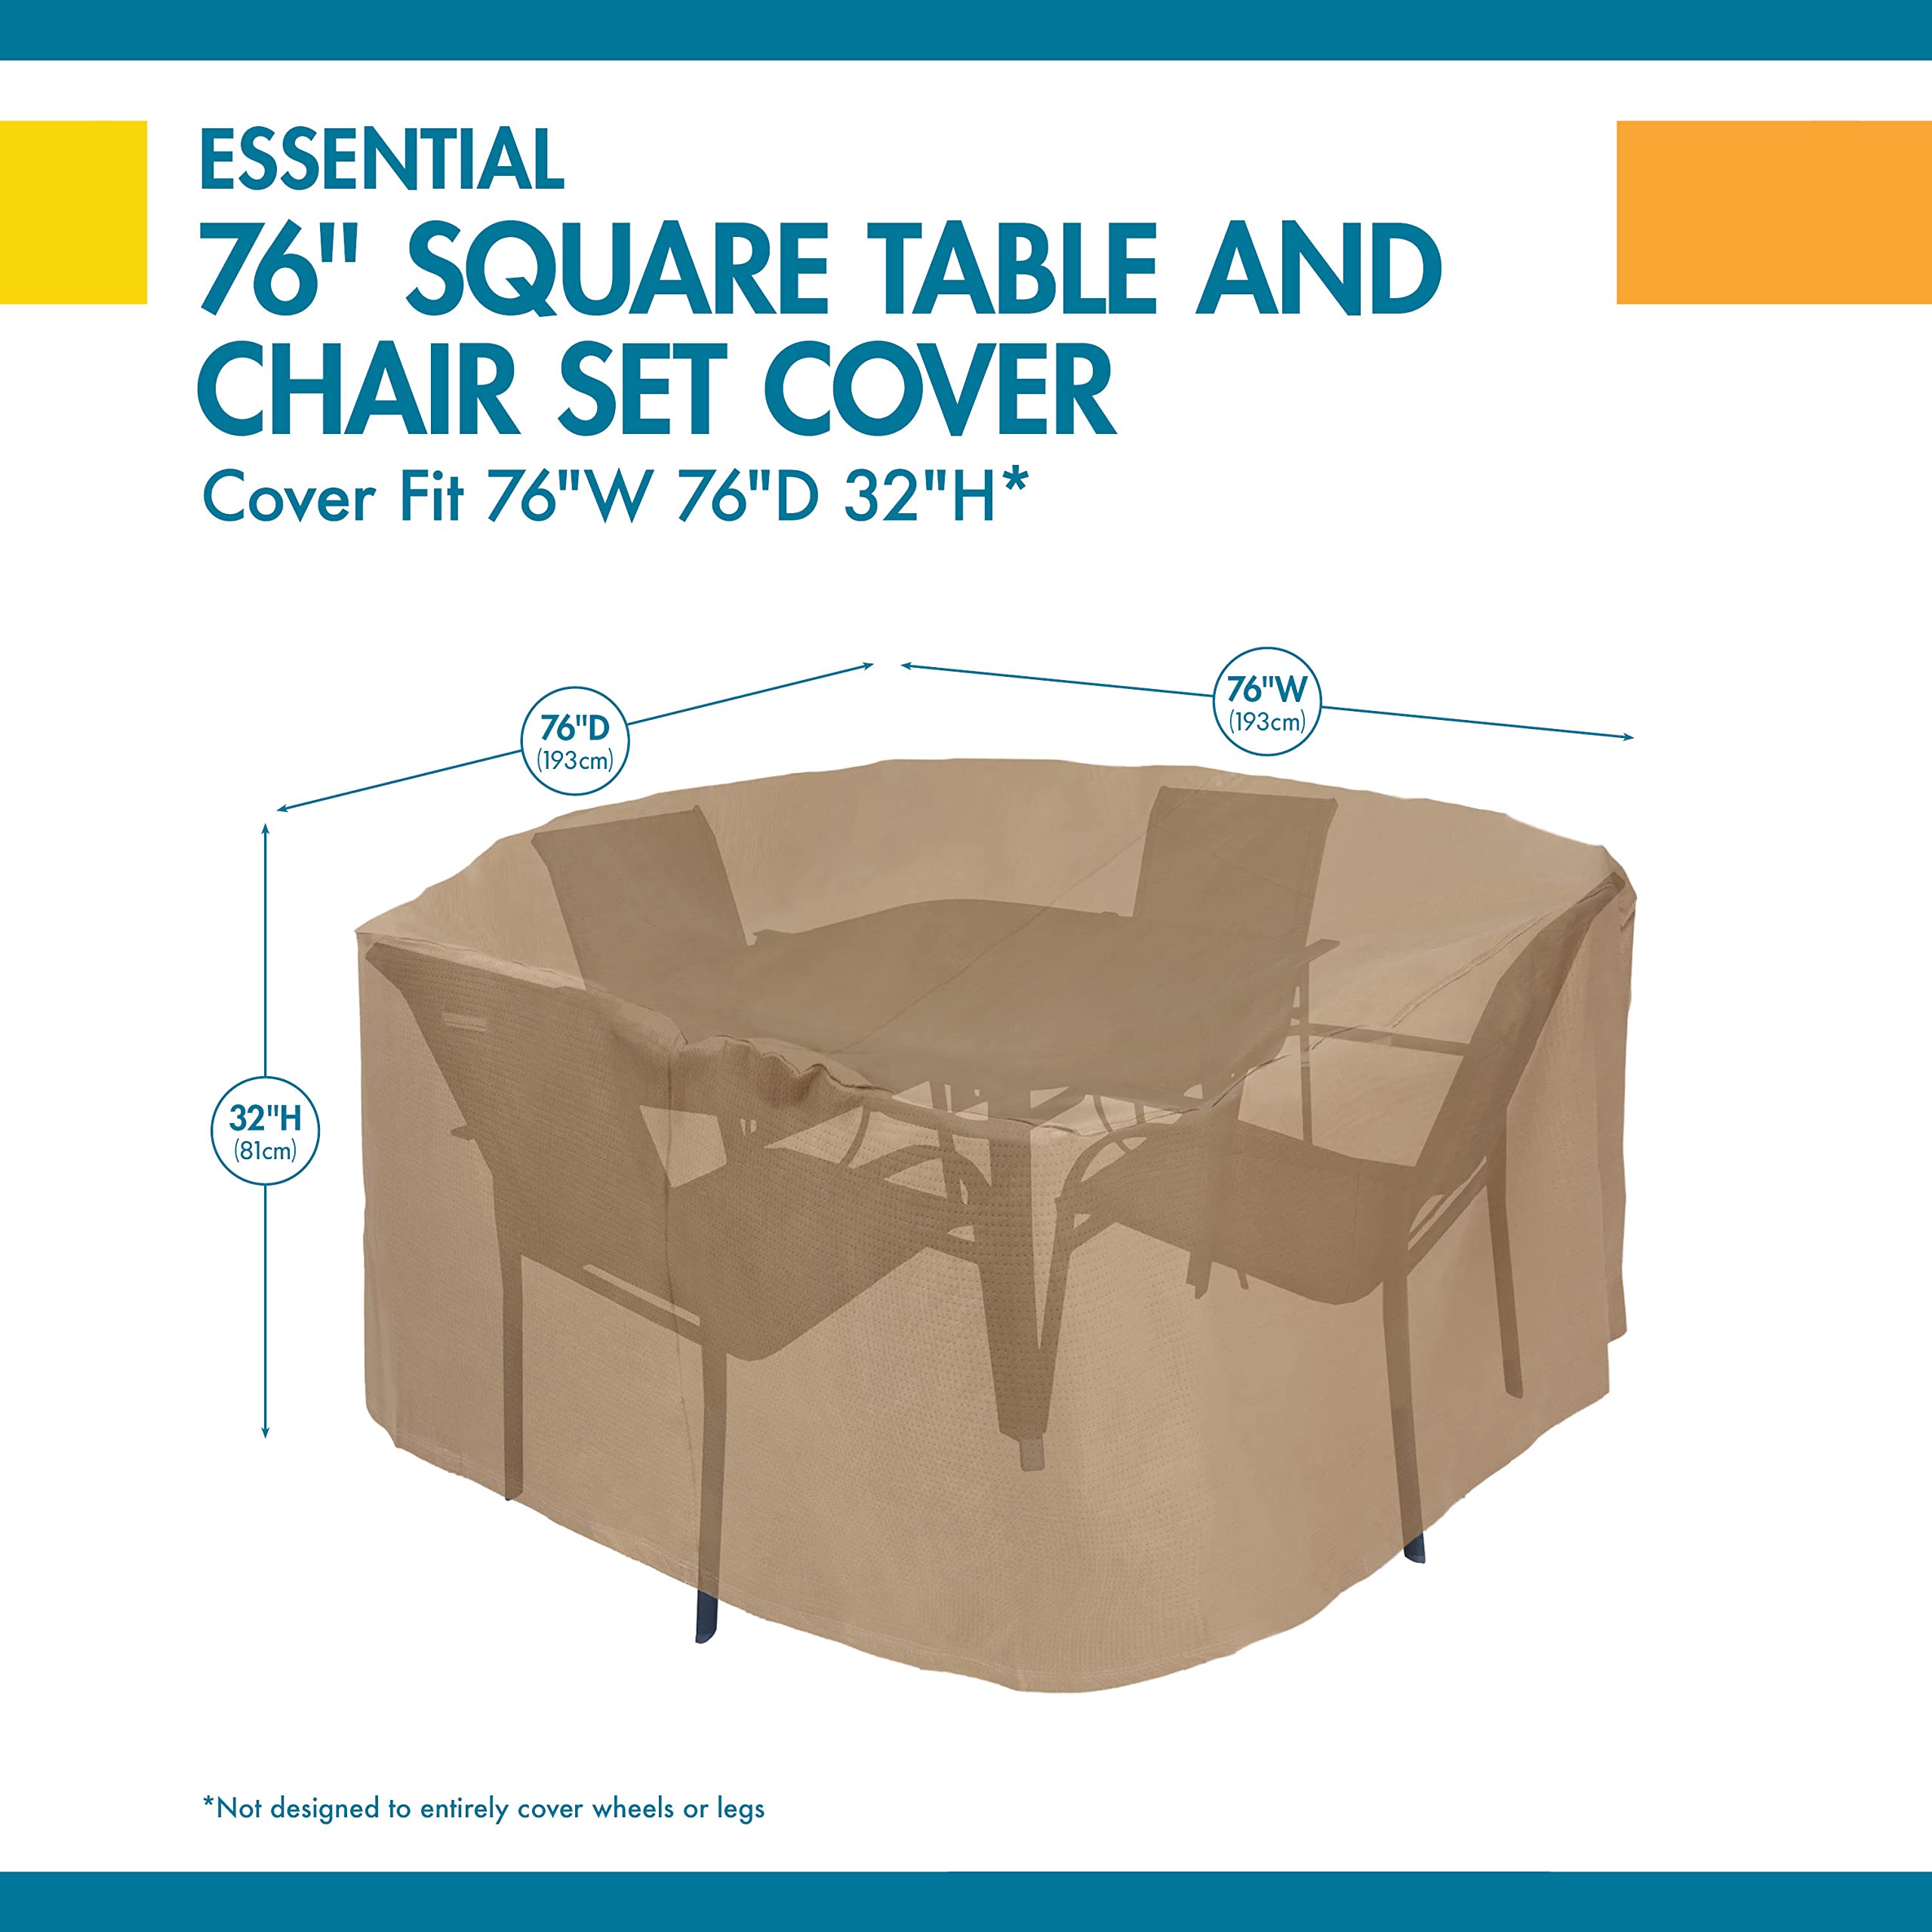 ESSENTIAL
76" SQUARE TABLE AND
CHAIR SET COVER
Cover Fit 76"W 76"D 32"H*
76"W
(193cm)
76"D
(193cm)
32"H
(81cm)
*Not designed to entirely cover wheels or legs